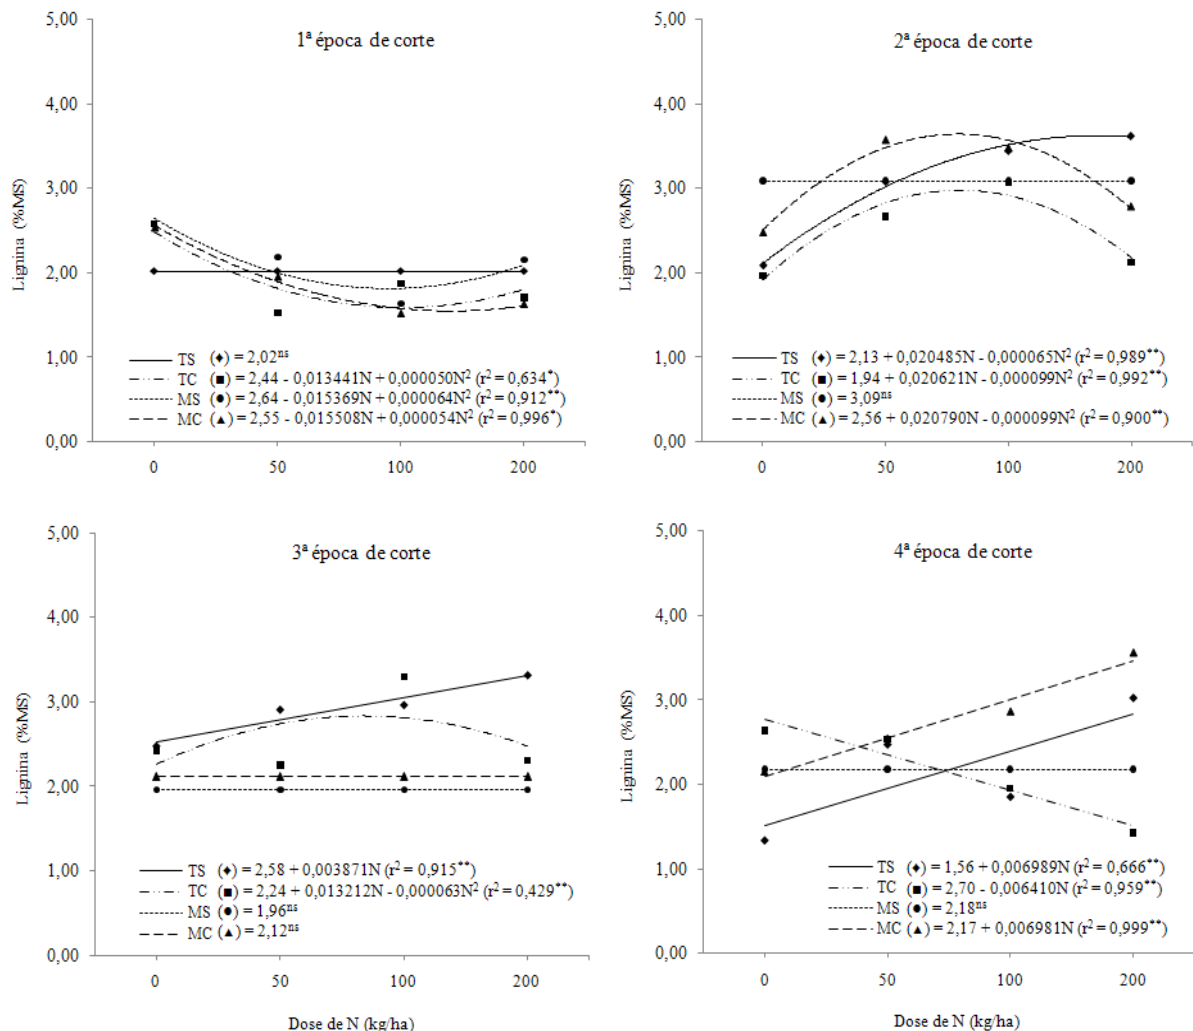 1ª época de corte
Lignina (%MS)
5,00
4,00
3,00
2,00
1,00
0,00
TS (♦) = 2,02ns
TC (■) = 2,44 - 0,013441N + 0,000050N² (r² = 0,634*)
MS (●) = 2,64 - 0,015369N + 0,000064N² (r² = 0,912**)
MC (▲) = 2,55 - 0,015508N + 0,000054N² (r² = 0,996*)
0 50 100 200
2ª época de corte
Lignina (%MS)
5,00
4,00
3,00
2,00
1,00
0,00
TS (♦) = 2,13 + 0,020485N - 0,000065N² (r² = 0,989**)
TC (■) = 1,94 + 0,020621N - 0,000099N² (r² = 0,992**)
MS (●) = 3,09ns
MC (▲) = 2,56 + 0,020790N - 0,000099N² (r² = 0,900**)
0 50 100 200
3ª época de corte
Lignina (%MS)
5,00
4,00
3,00
2,00
1,00
0,00
TS (♦) = 2,58 + 0,003871N (r² = 0,915**)
TC (■) = 2,24 + 0,013212N - 0,000063N² (r² = 0,429**)
MS (●) = 1,96ns
MC (▲) = 2,12ns
0 50 100 200
Dose de N (kg/ha)
4ª época de corte
Lignina (%MS)
5,00
4,00
3,00
2,00
1,00
0,00
TS (♦) = 1,56 + 0,006989N (r² = 0,666**)
TC (■) = 2,70 - 0,006410N (r² = 0,959**)
MS (●) = 2,18ns
MC (▲) = 2,17 + 0,006981N (r² = 0,999**)
0 50 100 200
Dose de N (kg/ha)